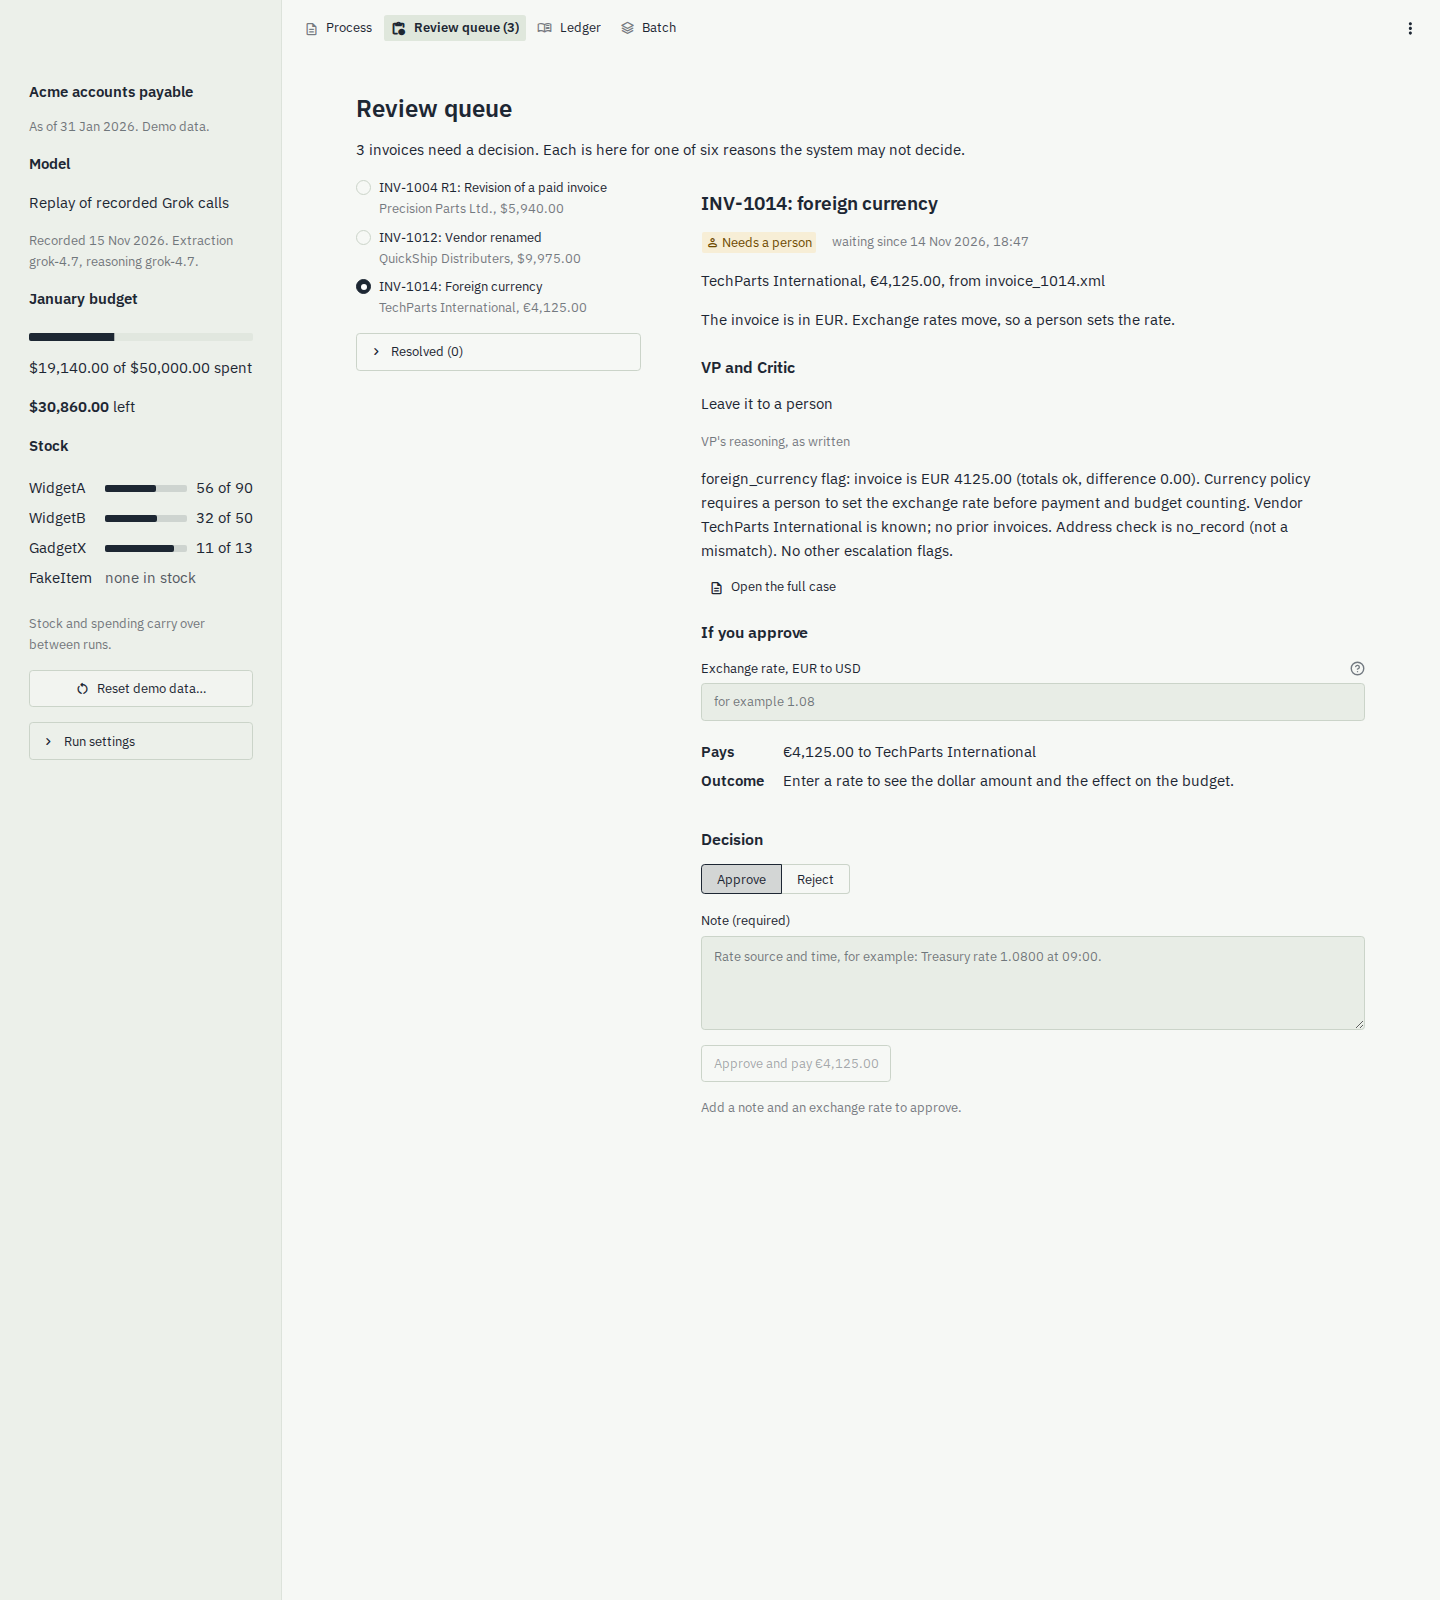 Process
Review queue (3)
Ledger
Batch
Acme accounts payable
As of 31 Jan 2026. Demo data.
Model
Replay of recorded Grok calls
Recorded 15 Nov 2026. Extraction
grok-4.7, reasoning grok-4.7.
January budget
$19,140.00 of $50,000.00 spent
$30,860.00 left
Stock
WidgetA 56 of 90
WidgetB 32 of 50
GadgetX 11 of 13
FakeItem none in stock
Stock and spending carry over
between runs.
Reset demo data...
Run settings
Review queue
3 invoices need a decision. Each is here for one of six reasons the system may not decide.
INV-1004 R1: Revision of a paid invoice
Precision Parts Ltd., $5,940.00
INV-1012: Vendor renamed
QuickShip Distributers, $9,975.00
INV-1014: Foreign currency
TechParts International, €4,125.00
Resolved (0)
INV-1014: foreign currency
Needs a person waiting since 14 Nov 2026, 18:47
TechParts International, €4,125.00, from invoice_1014.xml
The invoice is in EUR. Exchange rates move, so a person sets the rate.
VP and Critic
Leave it to a person
VP's reasoning, as written
foreign_currency flag: invoice is EUR 4125.00 (totals ok, difference 0.00). Currency policy
requires a person to set the exchange rate before payment and budget counting. Vendor
TechParts International is known; no prior invoices. Address check is no_record (not a
mismatch). No other escalation flags.
Open the full case
If you approve
Exchange rate, EUR to USD
for example 1.08
Pays €4,125.00 to TechParts International
Outcome Enter a rate to see the dollar amount and the effect on the budget.
Decision
Approve Reject
Note (required)
Rate source and time, for example: Treasury rate 1.0800 at 09:00.
Approve and pay €4,125.00
Add a note and an exchange rate to approve.